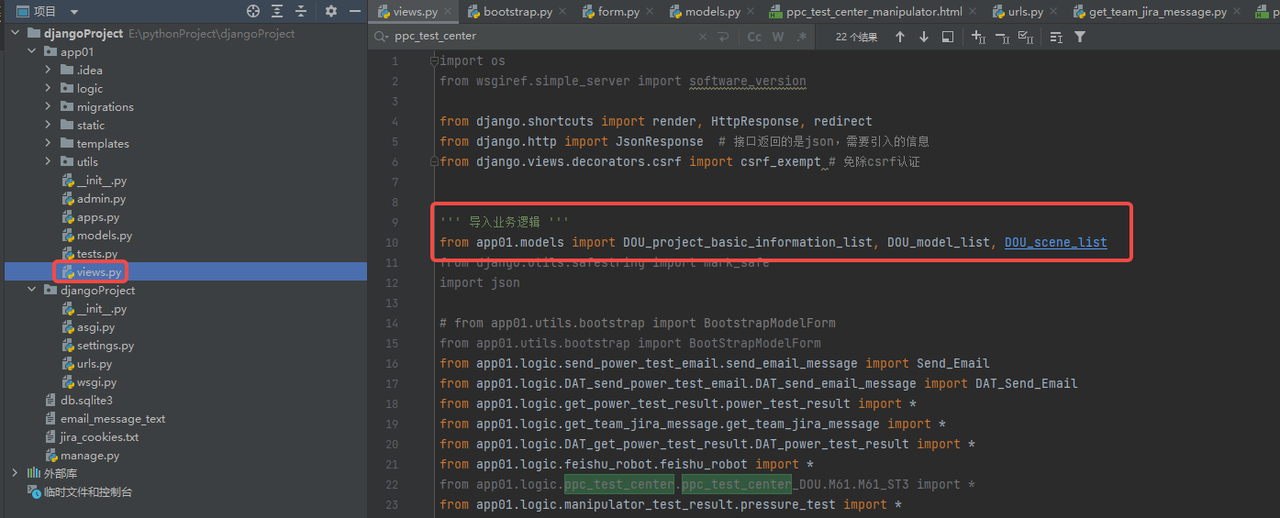 项目
djangoProject E:\pythonProject\djangoProject
app01
.idea
logic
migrations
static
templates
utils
__init__.py
admin.py
apps.py
models.py
tests.py
views.py
djangoProject
__init__.py
asgi.py
settings.py
urls.py
wsgi.py
db.sqlite3
email_message_text
jira_cookies.txt
manage.py
外部库
临时文件和控制台
views.py bootstrap.py form.py models.py ppc_test_center_manipulator.html urls.py get_team_jira_message.py p
ppc_test_center Cc W .* 22 个结果
1 import os
2 from wsgiref.simple_server import software_version
3
4 from django.shortcuts import render, HttpResponse, redirect
5 from django.http import JsonResponse # 接口返回的是json，需要引入的信息
6 from django.views.decorators.csrf import csrf_exempt # 免除csrf认证
7
8
9 ''' 导入业务逻辑 '''
10 from app01.models import DOU_project_basic_information_list, DOU_model_list, DOU_scene_list
11 from django.utils.safestring import mark_safe
12 import json
13
14 # from app01.utils.bootstrap import BootstrapModelForm
15 from app01.utils.bootstrap import BootStrapModelForm
16 from app01.logic.send_power_test_email.send_email_message import Send_Email
17 from app01.logic.DAT_send_power_test_email.DAT_send_email_message import DAT_Send_Email
18 from app01.logic.get_power_test_result.power_test_result import *
19 from app01.logic.get_team_jira_message.get_team_jira_message import *
20 from app01.logic.DAT_get_power_test_result.DAT_power_test_result import *
21 from app01.logic.feishu_robot.feishu_robot import *
22 from app01.logic.ppc_test_center.ppc_test_center_DOU.M61.M61_ST3 import *
23 from app01.logic.manipulator_test_result.pressure_test import *